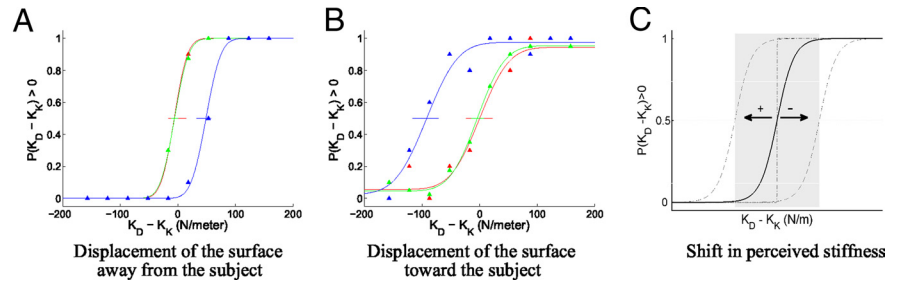 A
P(K_D − K_K) > 0
1
0.8
0.6
0.4
0.2
0
−200
−100
0
100
200
K_D − K_K (N/meter)
Displacement of the surface
away from the subject
B
P(K_D − K_K) > 0
1
0.8
0.6
0.4
0.2
0
−200
−100
0
100
200
K_D − K_K (N/meter)
Displacement of the surface
toward the subject
C
P(K_D -K_K)>0
1
0.5
0
+
−
K_D - K_K (N/m)
Shift in perceived stiffness